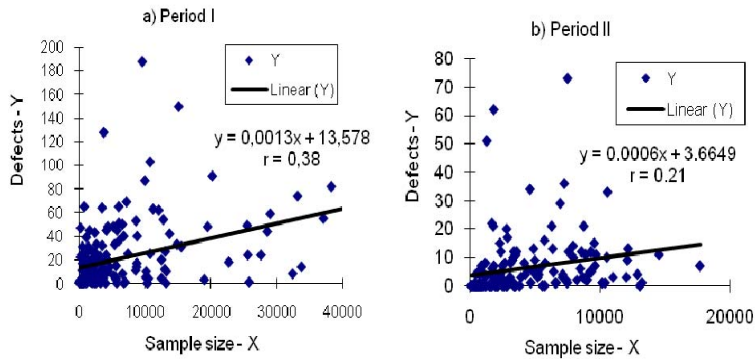 a) Period I
Defects - Y
200
180
160
140
120
100
80
60
40
20
0
Y
Linear (Y)
y = 0,0013x + 13,578
r = 0,38
0
10000
20000
30000
40000
Sample size - X
b) Period II
Defects - Y
80
70
60
50
40
30
20
10
0
Y
Linear (Y)
y = 0.0006x + 3.6649
r = 0.21
0
10000
20000
Sample size - X